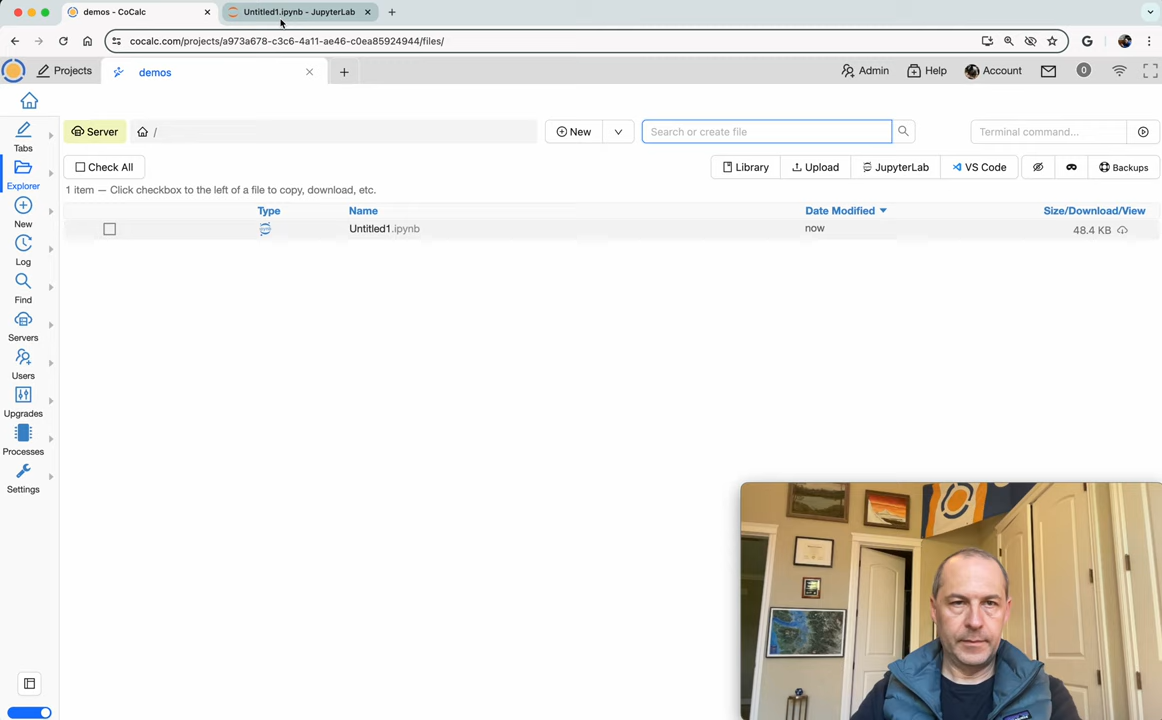 demos - CoCalc
Untitled1.ipynb - JupyterLab
cocalc.com/projects/a973a678-c3c6-4a11-ae46-c0ea85924944/files/
Projects
demos
Admin
Help
Account
0
Server
/
New
Search or create file
Terminal command...
Tabs
Check All
Library
Upload
JupyterLab
VS Code
Backups
Explorer
1 item — Click checkbox to the left of a file to copy, download, etc.
Type
Name
Date Modified
Size/Download/View
New
Untitled1.ipynb
now
48.4 KB
Log
Find
Servers
Users
Upgrades
Processes
Settings